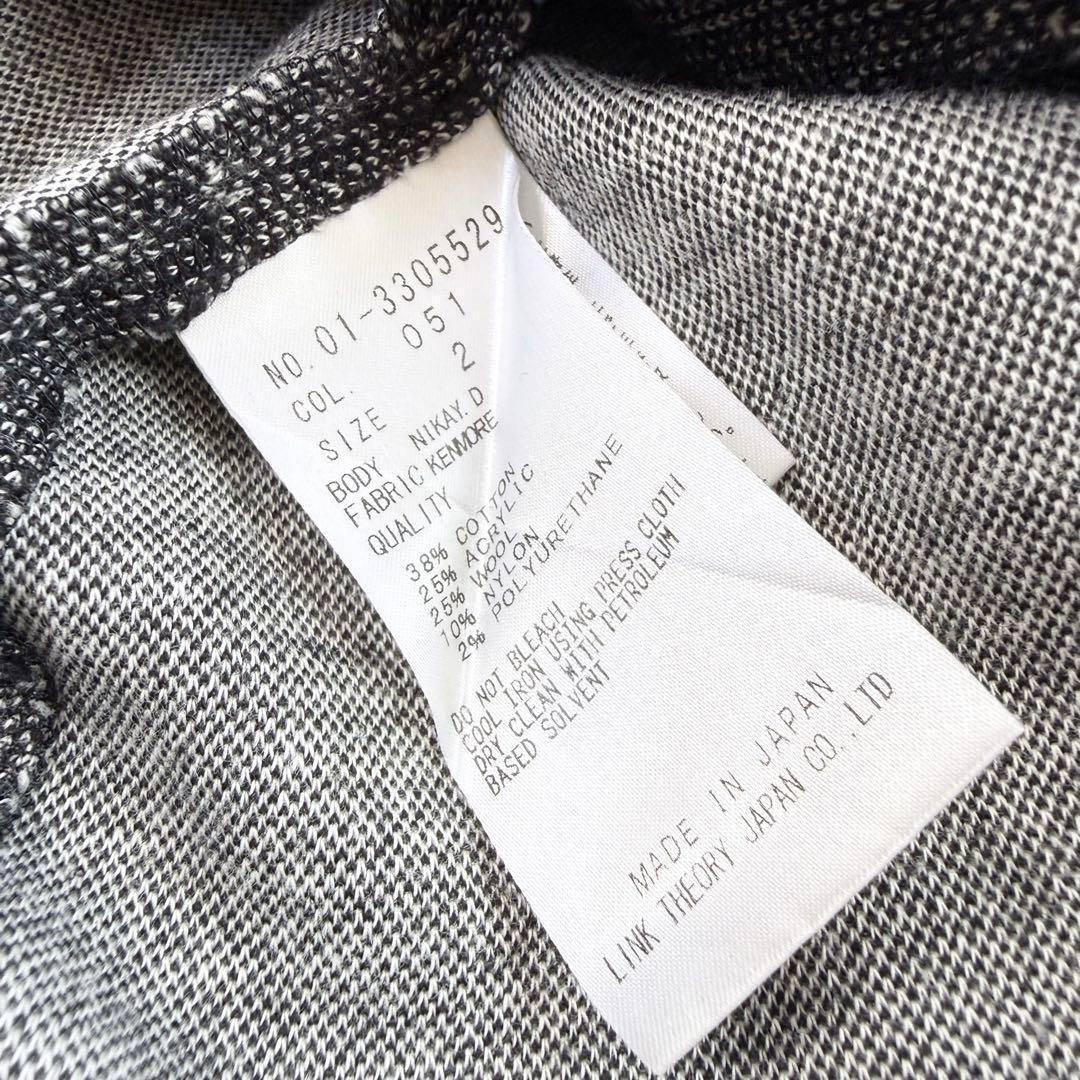 NO. 01-3305529
COL. 051
SIZE 2
BODY NIKAY. D
FABRIC KENMORE
QUALITY
38% COTTON
25% ACRYLIC
25% WOOL
10% NYLON
2% POLYURETHANE
DO NOT BLEACH
COOL IRON USING PRESS CLOTH
DRY CLEAN WITH PETROLEUM
BASED SOLVENT
MADE IN JAPAN
LINK THEORY JAPAN CO.,LTD